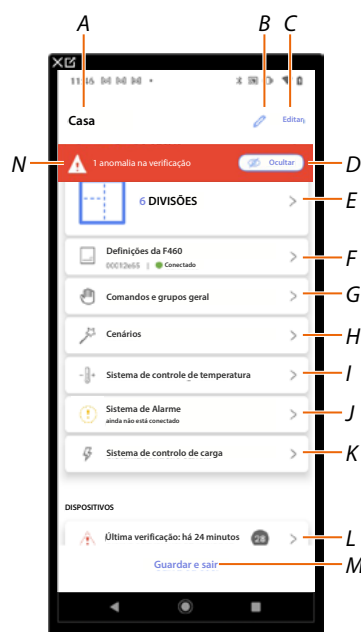 A B C
11:46
Casa
Editar
N
1 anomalia na verificação
Ocultar
D
6 DIVISÕES
E
Definições da F460
00012e65 | Conectado
F
Comandos e grupos geral
G
Cenários
H
Sistema de controle de temperatura
I
Sistema de Alarme
ainda não está conectado
J
Sistema de controlo de carga
K
DISPOSITIVOS
Última verificação: há 24 minutos
28
L
Guardar e sair
M